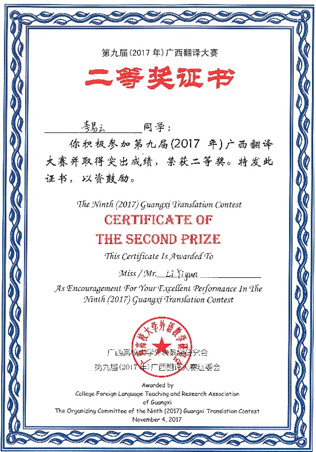 第九届(2017年)广西翻译大赛
二等奖证书
李易云 同学:
你积极参加第九届(2017 年)广西翻译
大赛并取得突出成绩,荣获二等奖。特发此
证书,以资鼓励。
The Ninth (2017) Guangxi Translation Contest
CERTIFICATE OF
THE SECOND PRIZE
This Certificate Is Awarded To
Miss / Mr. Li Yiyun
As Encouragement For Your Excellent Performance In The
Ninth (2017) Guangxi Translation Contest
广西高校大学外语教学研究会
第九届(2017年)广西翻译大赛组委会
Awarded by
College Foreign Language Teaching and Research Association
of Guangxi
The Organizing Committee of the Ninth (2017) Guangxi Translation Contest
November 4, 2017